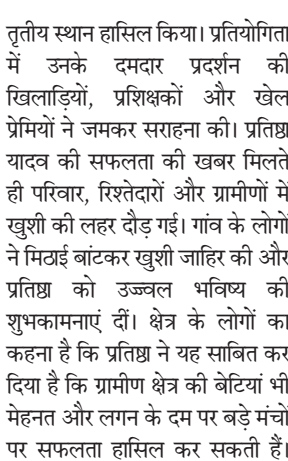 तृतीय स्थान हासिल किया। प्रतियोगिता
में उनके दमदार प्रदर्शन की
खिलाड़ियों, प्रशिक्षकों और खेल
प्रेमियों ने जमकर सराहना की। प्रतिष्ठा
यादव की सफलता की खबर मिलते
ही परिवार, रिश्तेदारों और ग्रामीणों में
खुशी की लहर दौड़ गई। गांव के लोगों
ने मिठाई बांटकर खुशी जाहिर की और
प्रतिष्ठा को उज्ज्वल भविष्य की
शुभकामनाएं दीं। क्षेत्र के लोगों का
कहना है कि प्रतिष्ठा ने यह साबित कर
दिया है कि ग्रामीण क्षेत्र की बेटियां भी
मेहनत और लगन के दम पर बड़े मंचों
पर सफलता हासिल कर सकती हैं।